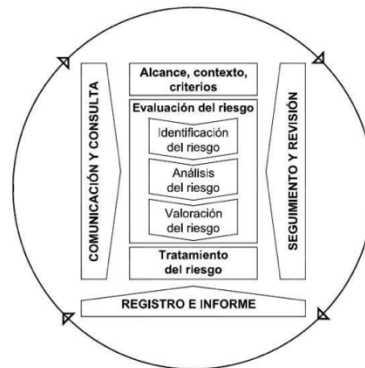 COMUNICACIÓN Y CONSULTA
Alcance, contexto,
criterios
Evaluación del riesgo
Identificación
del riesgo
Análisis
del riesgo
Valoración
del riesgo
Tratamiento
del riesgo
SEGUIMIENTO Y REVISIÓN
REGISTRO E INFORME